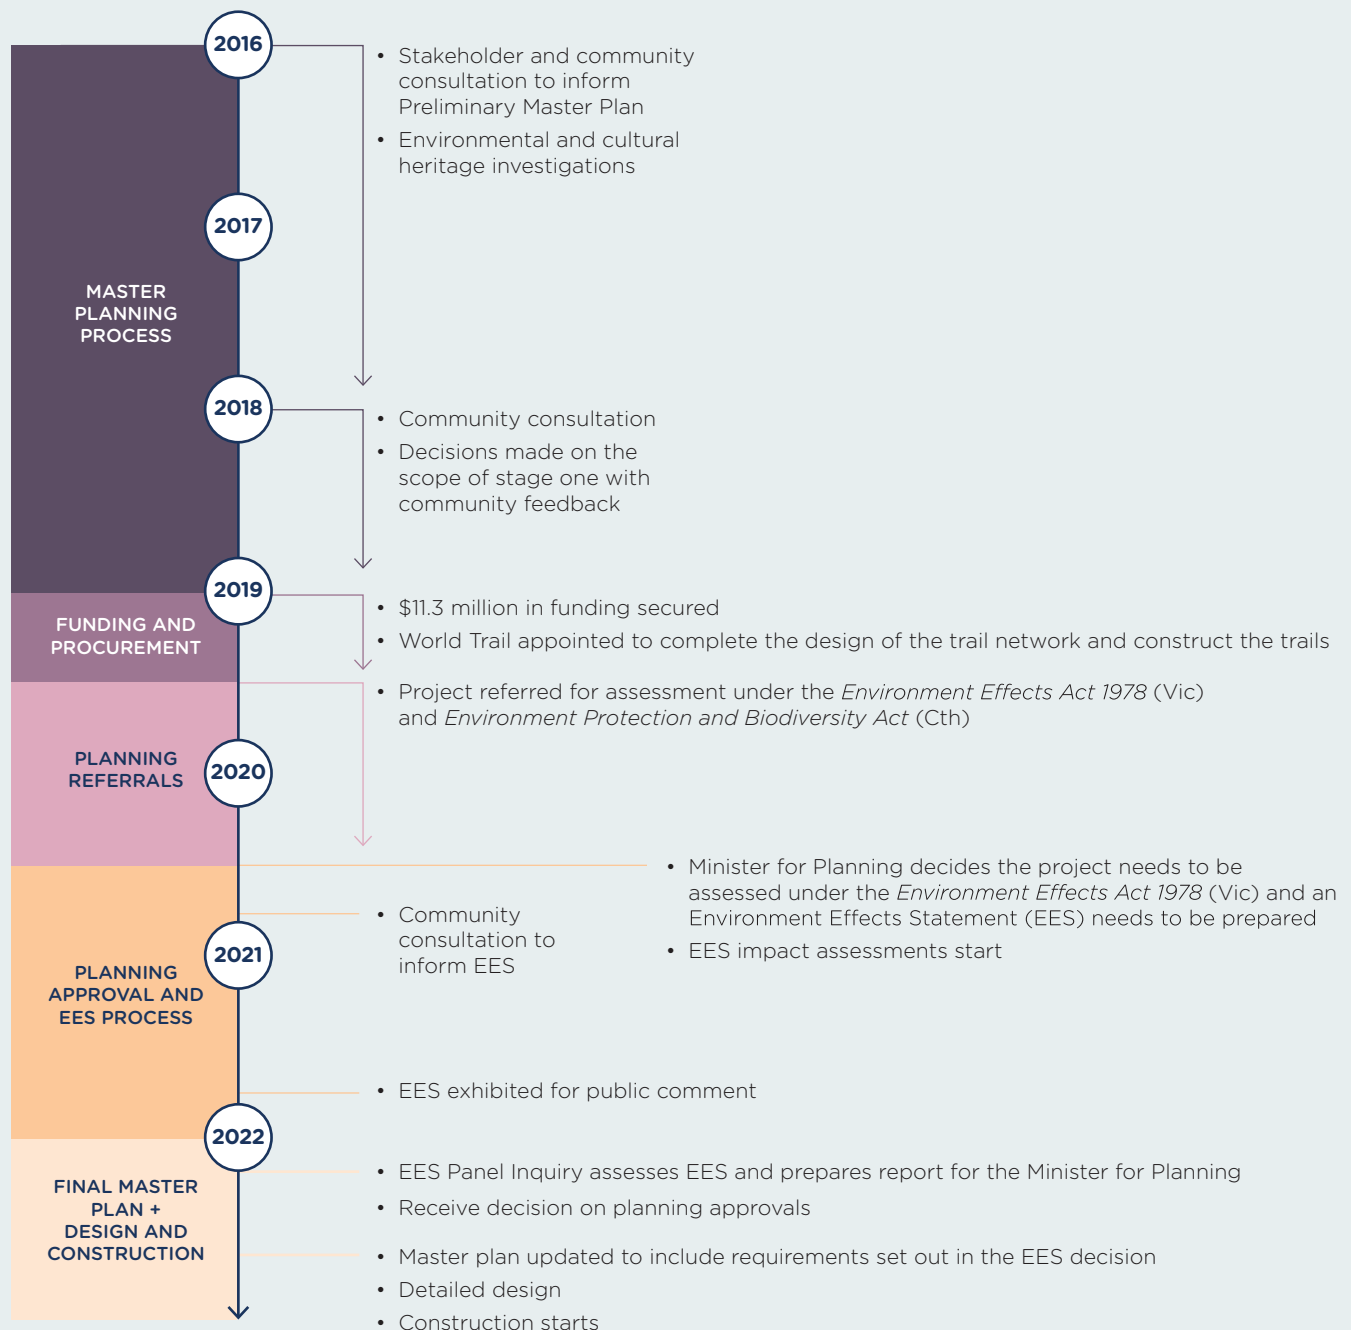 2016
• Stakeholder and community
consultation to inform
Preliminary Master Plan
• Environmental and cultural
heritage investigations
2017
MASTER
PLANNING
PROCESS
2018
• Community consultation
• Decisions made on the
scope of stage one with
community feedback
2019
FUNDING AND
PROCUREMENT
• $11.3 million in funding secured
• World Trail appointed to complete the design of the trail network and construct the trails
• Project referred for assessment under the Environment Effects Act 1978 (Vic)
and Environment Protection and Biodiversity Act (Cth)
PLANNING
REFERRALS
2020
• Minister for Planning decides the project needs to be
assessed under the Environment Effects Act 1978 (Vic) and an
Environment Effects Statement (EES) needs to be prepared
• EES impact assessments start
• Community
consultation to
inform EES
2021
PLANNING
APPROVAL AND
EES PROCESS
• EES exhibited for public comment
2022
FINAL MASTER
PLAN +
DESIGN AND
CONSTRUCTION
• EES Panel Inquiry assesses EES and prepares report for the Minister for Planning
• Receive decision on planning approvals
• Master plan updated to include requirements set out in the EES decision
• Detailed design
• Construction starts